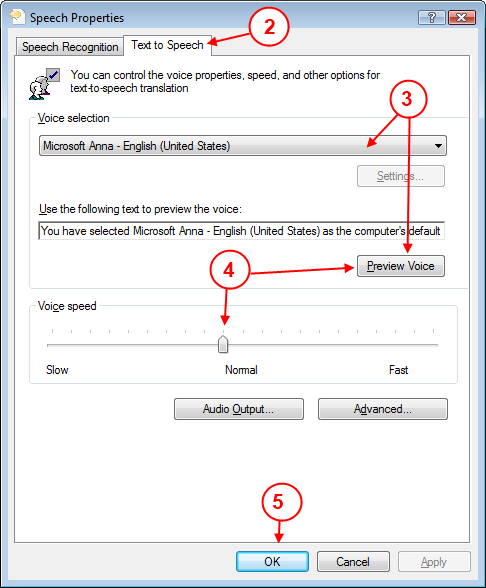 Speech Properties
?
Speech Recognition
Text to Speech
2
You can control the voice properties, speed, and other options for
text-to-speech translation
3
Voice selection
Microsoft Anna - English (United States)
Settings...
Use the following text to preview the voice:
You have selected Microsoft Anna - English (United States) as the computer's default
4
Preview Voice
Voice speed
Slow
Normal
Fast
Audio Output...
Advanced...
5
OK
Cancel
Apply